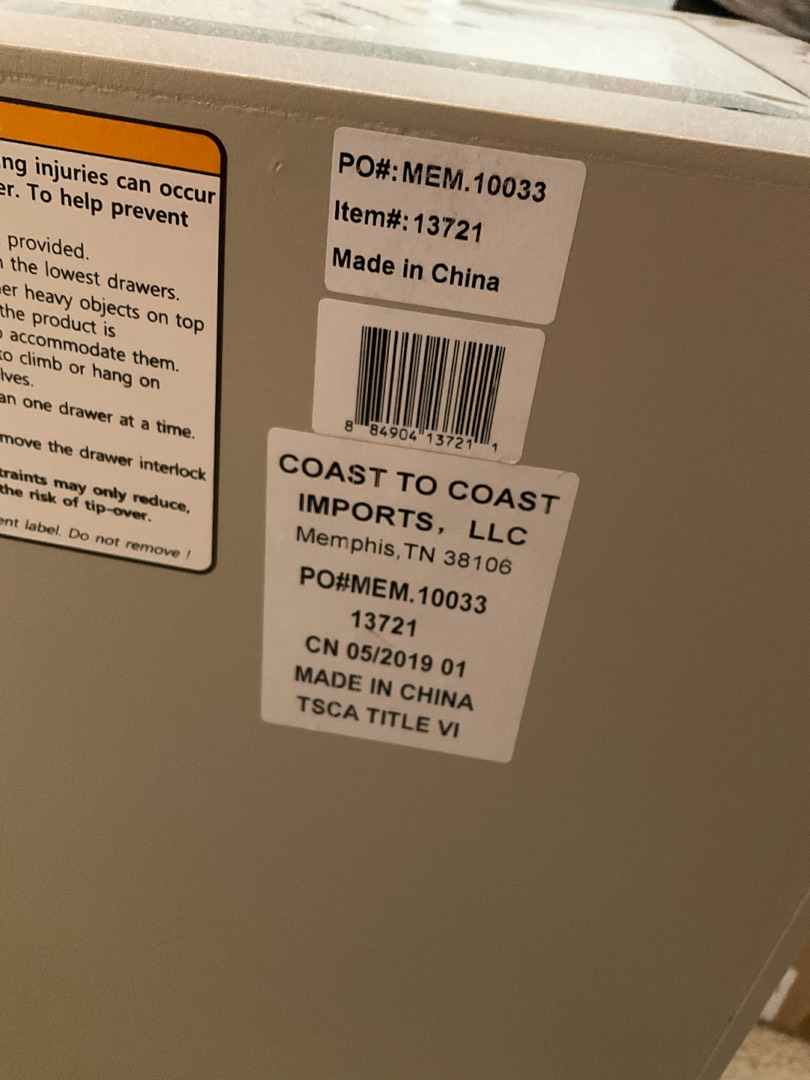 ng injuries can occur
er. To help prevent
provided.
the lowest drawers.
er heavy objects on top
the product is
accommodate them.
to climb or hang on
lves.
an one drawer at a time.
move the drawer interlock
traints may only reduce,
the risk of tip-over.
ent label. Do not remove !
PO#:MEM.10033
Item#:13721
Made in China
8 84904 13721 1
COAST TO COAST
IMPORTS, LLC
Memphis,TN 38106
PO#MEM.10033
13721
CN 05/2019 01
MADE IN CHINA
TSCA TITLE VI